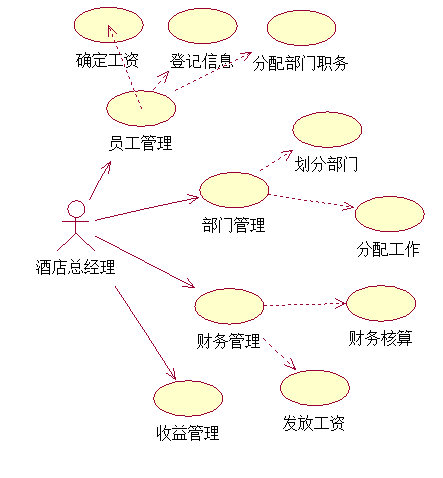 确定工资
登记信息
分配部门职务
员工管理
划分部门
部门管理
分配工作
酒店总经理
财务管理
财务核算
发放工资
收益管理